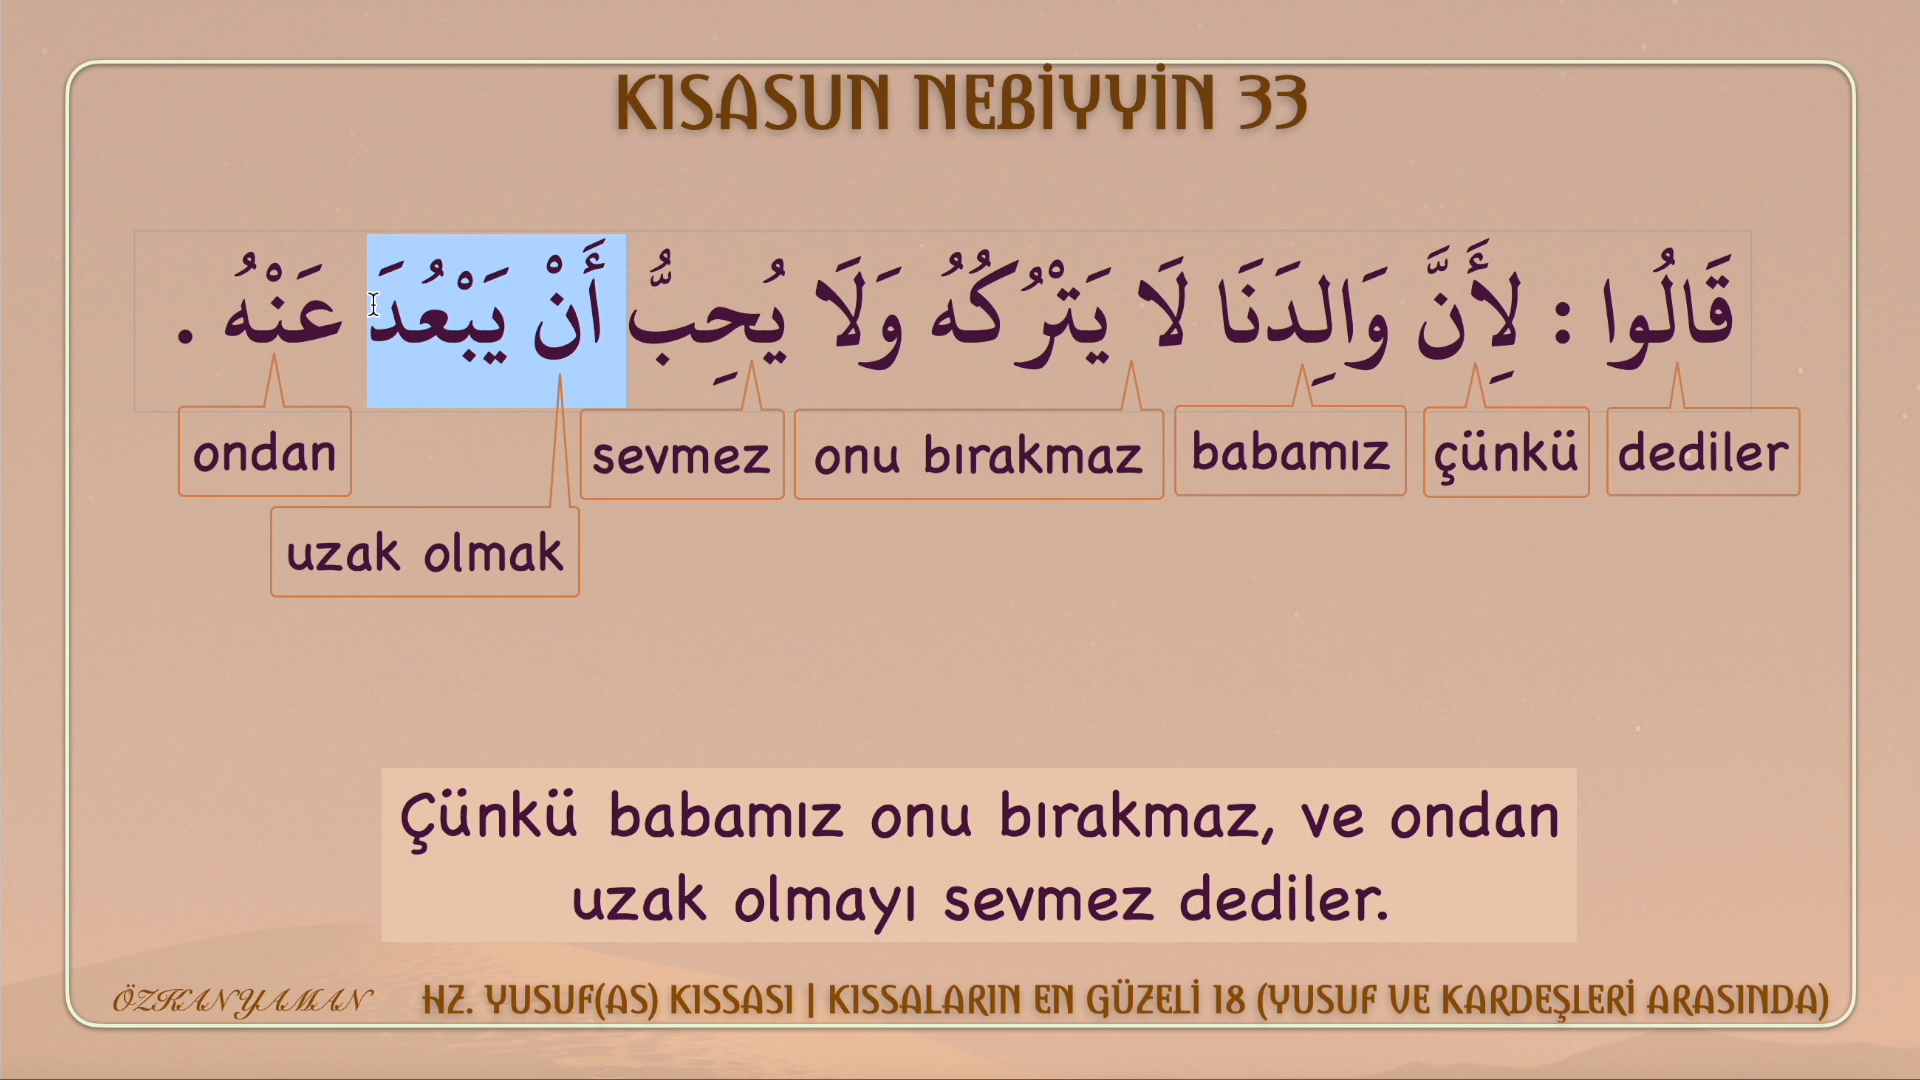 KISASUN NEBİYYİN 33
قَالُوا : لِأَنَّ وَالِدَنَا لَا يَتْرُكُهُ وَلَا يُحِبُّ أَنْ يَبْعُدَ عَنْهُ .
dediler
çünkü
babamız
onu bırakmaz
sevmez
uzak olmak
ondan
Çünkü babamız onu bırakmaz, ve ondan
uzak olmayı sevmez dediler.
ÖZKANYAMAN
HZ. YUSUF(AS) KISSASI | KISSALARIN EN GÜZELİ 18 (YUSUF VE KARDEŞLERİ ARASINDA)